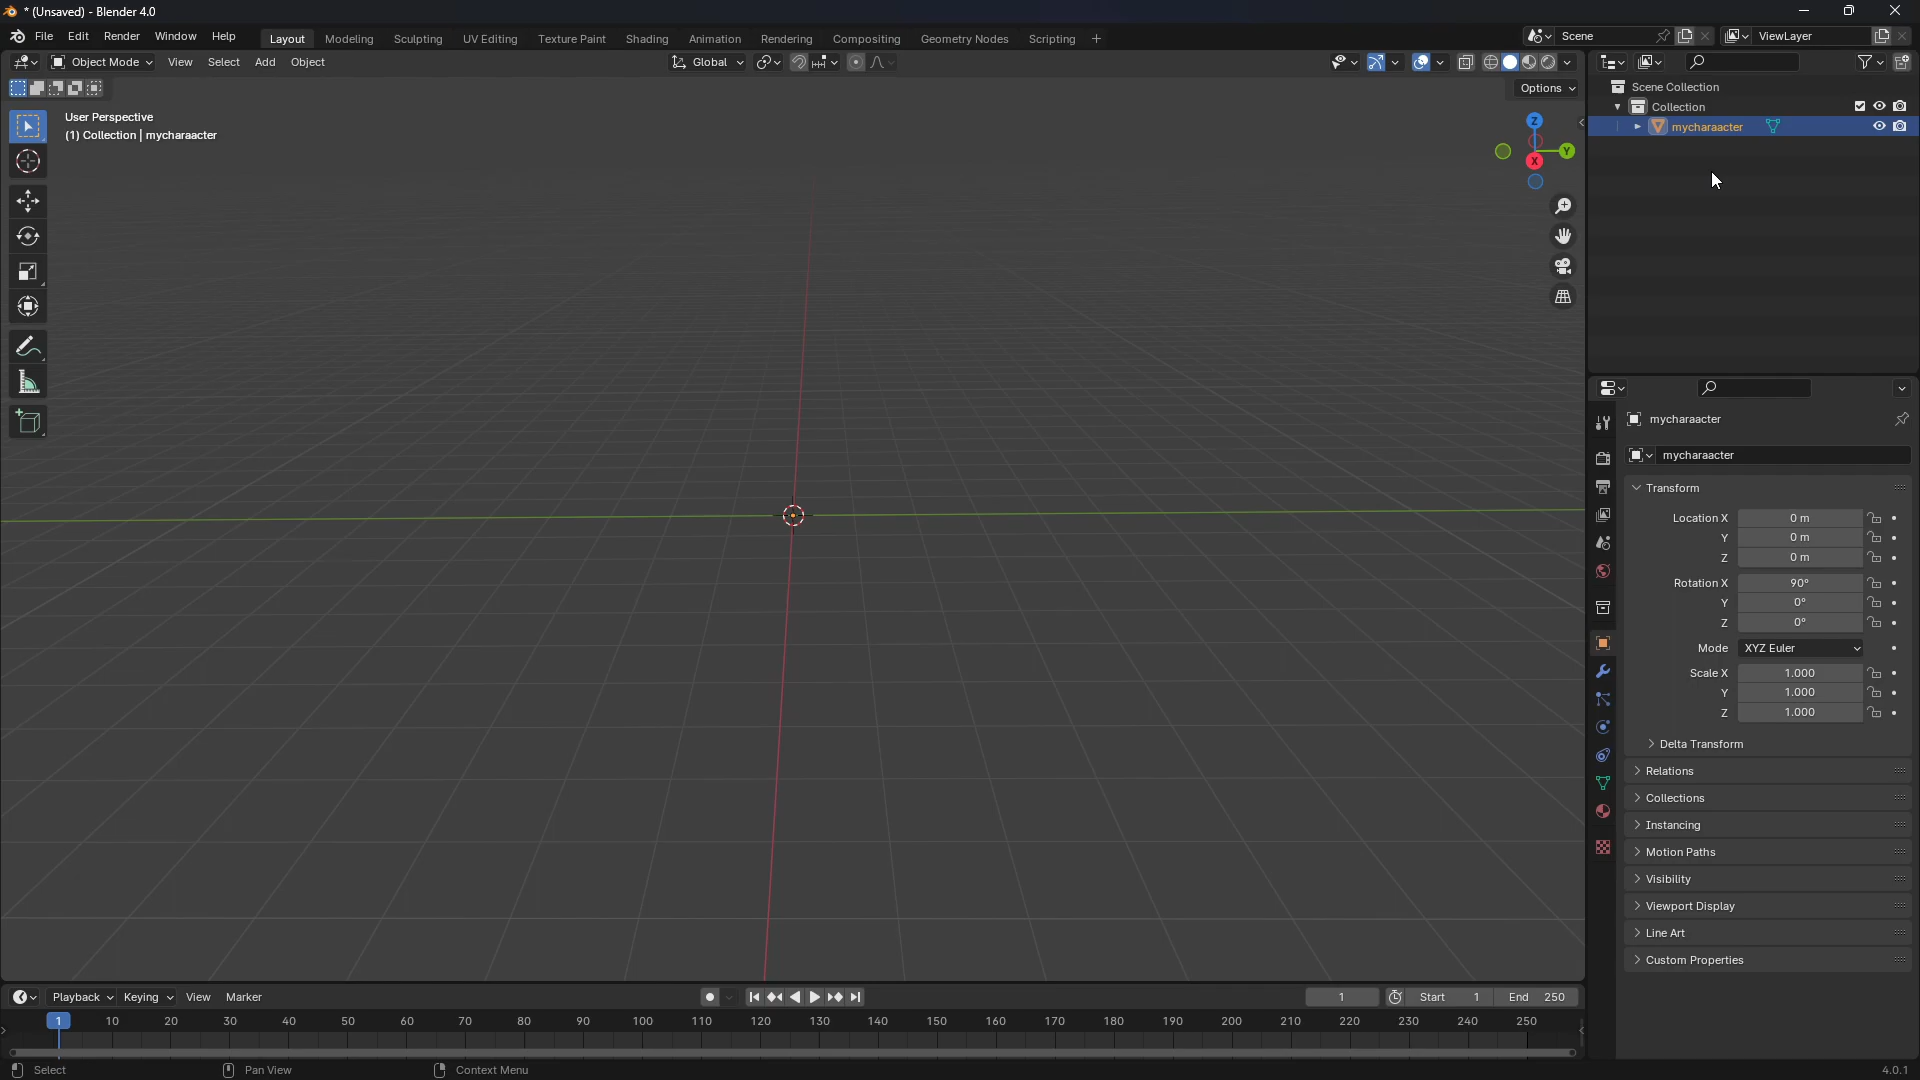 * (Unsaved) - Blender 4.0
File Edit Render Window Help Layout Modeling Sculpting UV Editing Texture Paint Shading Animation Rendering Compositing Geometry Nodes Scripting + Scene ViewLayer
Object Mode View Select Add Object Global
Options
User Perspective
(1) Collection | mycharaacter
Z
Y
X
Scene Collection
Collection
mycharaacter
mycharaacter
mycharaacter
Transform
Location X 0 m
Y 0 m
Z 0 m
Rotation X 90°
Y 0°
Z 0°
Mode XYZ Euler
Scale X 1.000
Y 1.000
Z 1.000
Delta Transform
Relations
Collections
Instancing
Motion Paths
Visibility
Viewport Display
Line Art
Custom Properties
Playback Keying View Marker 1 Start 1 End 250
1 10 20 30 40 50 60 70 80 90 100 110 120 130 140 150 160 170 180 190 200 210 220 230 240 250
Select Pan View Context Menu 4.0.1